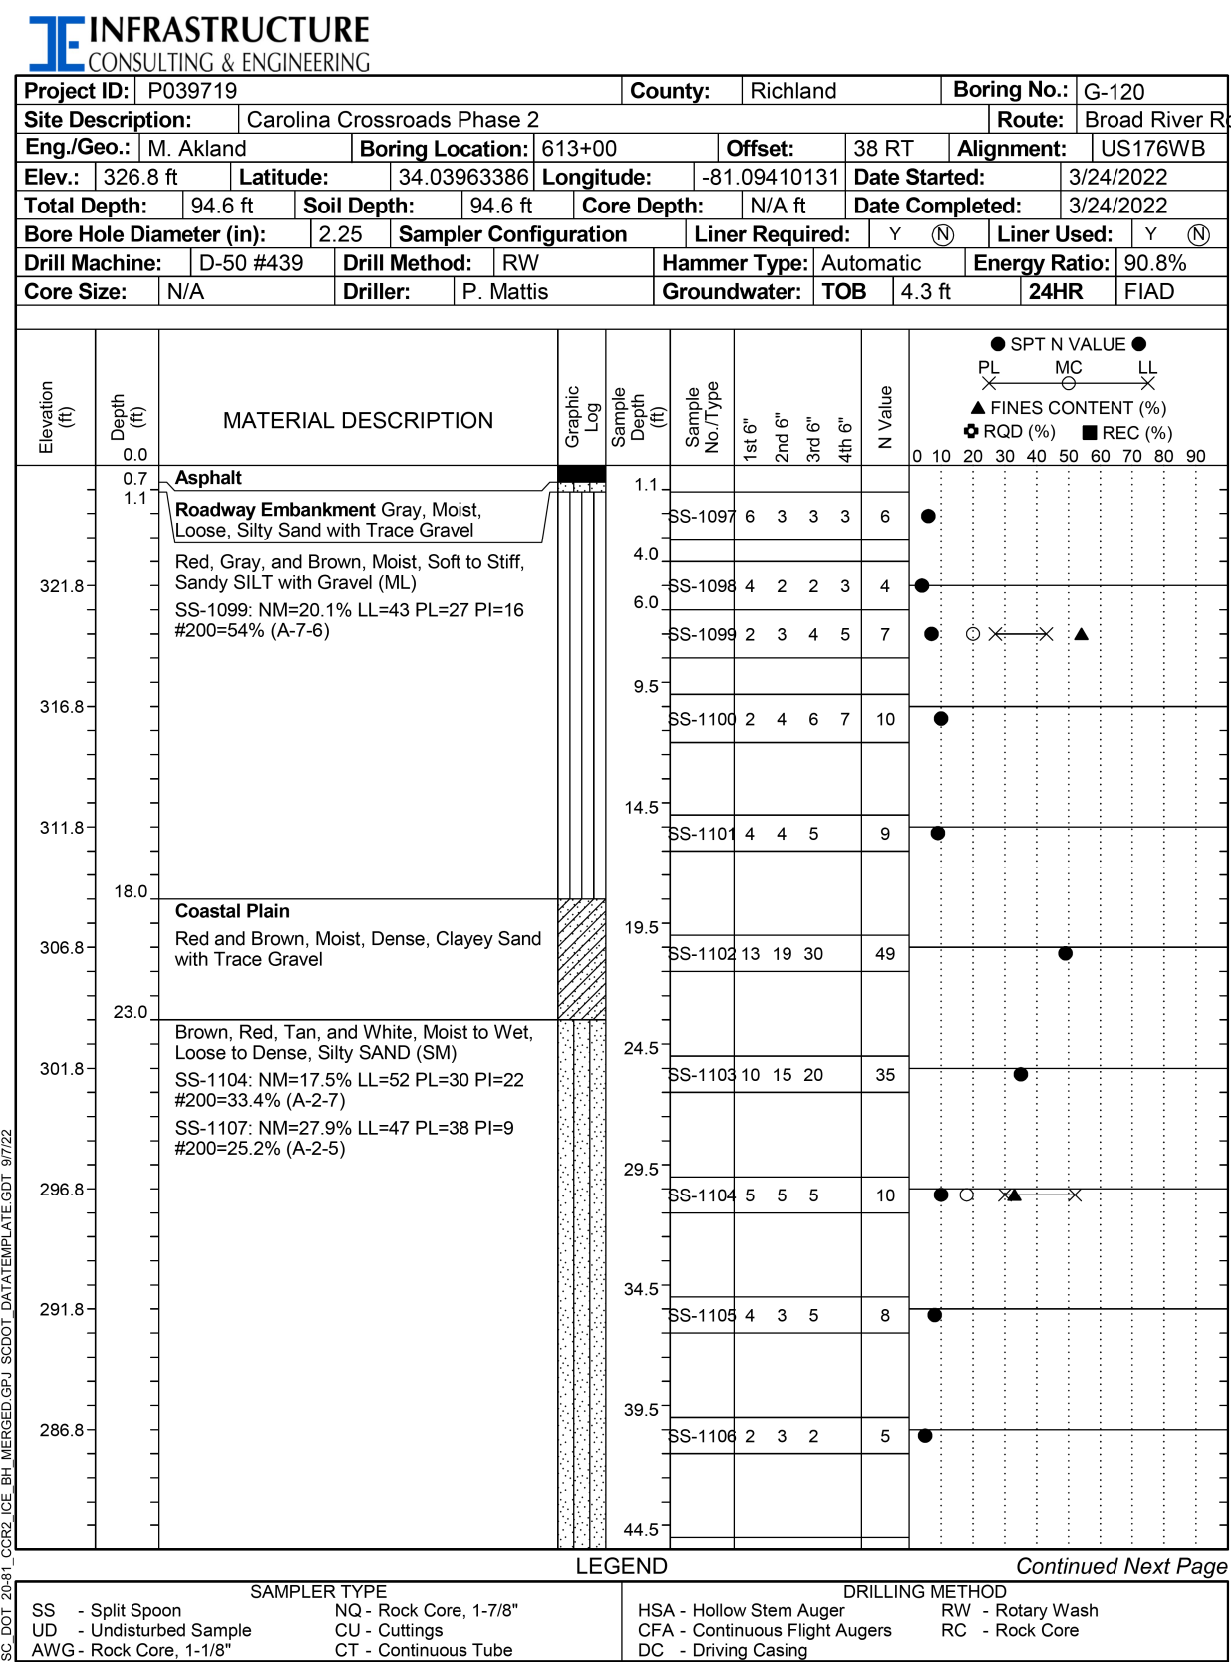 INFRASTRUCTURE
CONSULTING & ENGINEERING
Project ID: P039719 County: Richland Boring No.: G-120
Site Description: Carolina Crossroads Phase 2 Route: Broad River
Eng./Geo.: M. Akland Boring Location: 613+00 Offset: 38 RT Alignment: US176WB
Elev.: 326.8 ft Latitude: 34.03963386 Longitude: -81.09410131 Date Started: 3/24/2022
Total Depth: 94.6 ft Soil Depth: 94.6 ft Core Depth: N/A ft Date Completed: 3/24/2022
Bore Hole Diameter (in): 2.25 Sampler Configuration Liner Required: Y N Liner Used: Y N
Drill Machine: D-50 #439 Drill Method: RW Hammer Type: Automatic Energy Ratio: 90.8%
Core Size: N/A Driller: P. Mattis Groundwater: TOB 4.3 ft 24HR FIAD
Elevation (ft) Depth (ft) MATERIAL DESCRIPTION Graphic Log Sample Depth (ft) Sample No./Type 1st 6" 2nd 6" 3rd 6" 4th 6" N Value
● SPT N VALUE ●
PL MC LL
▲ FINES CONTENT (%)
RQD (%) ■ REC (%)
0.0 0 10 20 30 40 50 60 70 80 90
0.7 Asphalt 1.1
1.1 Roadway Embankment Gray, Moist,
Loose, Silty Sand with Trace Gravel
SS-1097 6 3 3 3 6
4.0
Red, Gray, and Brown, Moist, Soft to Stiff,
Sandy SILT with Gravel (ML)
321.8 SS-1098 4 2 2 3 4
6.0
SS-1099: NM=20.1% LL=43 PL=27 PI=16
#200=54% (A-7-6)
SS-1099 2 3 4 5 7
9.5
316.8 SS-1100 2 4 6 7 10
14.5
311.8 SS-1101 4 4 5 9
18.0
Coastal Plain
19.5
306.8 Red and Brown, Moist, Dense, Clayey Sand
with Trace Gravel
SS-1102 13 19 30 49
23.0
Brown, Red, Tan, and White, Moist to Wet,
Loose to Dense, Silty SAND (SM)
24.5
301.8 SS-1103 10 15 20 35
SS-1104: NM=17.5% LL=52 PL=30 PI=22
#200=33.4% (A-2-7)
SS-1107: NM=27.9% LL=47 PL=38 PI=9
#200=25.2% (A-2-5)
29.5
296.8 SS-1104 5 5 5 10
34.5
291.8 SS-1105 4 3 5 8
39.5
286.8 SS-1106 2 3 2 5
44.5
SC_DOT 20-81_CCR2_ICE_BH_MERGED.GPJ SCDOT_DATATEMPLATE.GDT 9/7/22
LEGEND Continued Next Page
SAMPLER TYPE DRILLING METHOD
SS - Split Spoon NQ - Rock Core, 1-7/8" HSA - Hollow Stem Auger RW - Rotary Wash
UD - Undisturbed Sample CU - Cuttings CFA - Continuous Flight Augers RC - Rock Core
AWG - Rock Core, 1-1/8" CT - Continuous Tube DC - Driving Casing